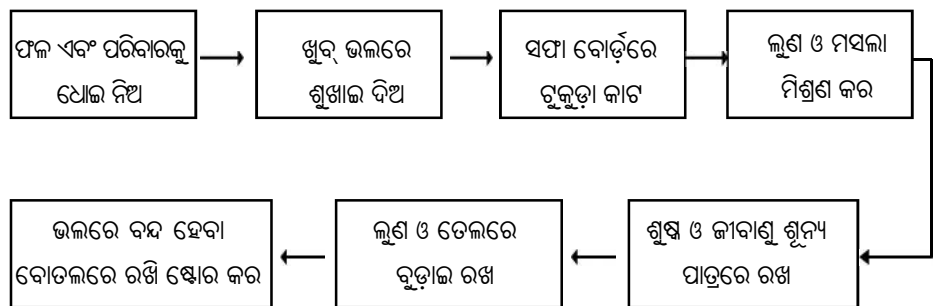 ଫଳ ଏବଂ ପରିବାରକୁ
ଧୋଇ ନିଅ
ଖୁବ୍ ଭଲରେ
ଶୁଖାଇ ଦିଅ
ସଫା ବୋର୍ଡ଼ରେ
ଟୁକୁଡ଼ା କାଟ
ଲୁଣ ଓ ମସଲା
ମିଶ୍ରଣ କର
ଶୁଷ୍କ ଓ ଜୀବାଣୁ ଶୂନ୍ୟ
ପାତ୍ରରେ ରଖ
ଲୁଣ ଓ ତେଲରେ
ବୁଡ଼ାଇ ରଖ
ଭଲରେ ବନ୍ଦ ହେବା
ବୋତଲରେ ରଖି ଷ୍ଟୋର କର